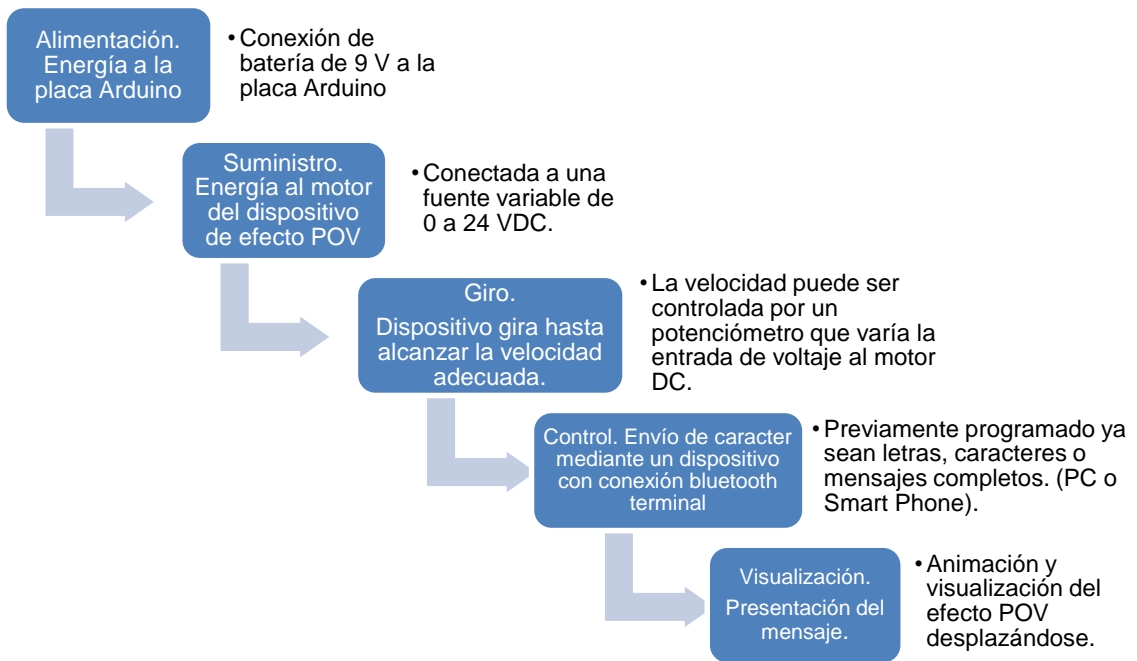 Alimentación.
Energía a la
placa Arduino
•Conexión de
batería de 9 V a la
placa Arduino
Suministro.
Energía al motor
del dispositivo
de efecto POV
•Conectada a una
fuente variable de
0 a 24 VDC.
Giro.
Dispositivo gira hasta
alcanzar la velocidad
adecuada.
•La velocidad puede ser
controlada por un
potenciómetro que varía la
entrada de voltaje al motor
DC.
Control. Envío de caracter
mediante un dispositivo
con conexión bluetooth
terminal
•Previamente programado ya
sean letras, caracteres o
mensajes completos. (PC o
Smart Phone).
Visualización.
Presentación del
mensaje.
•Animación y
visualización del
efecto POV
desplazándose.